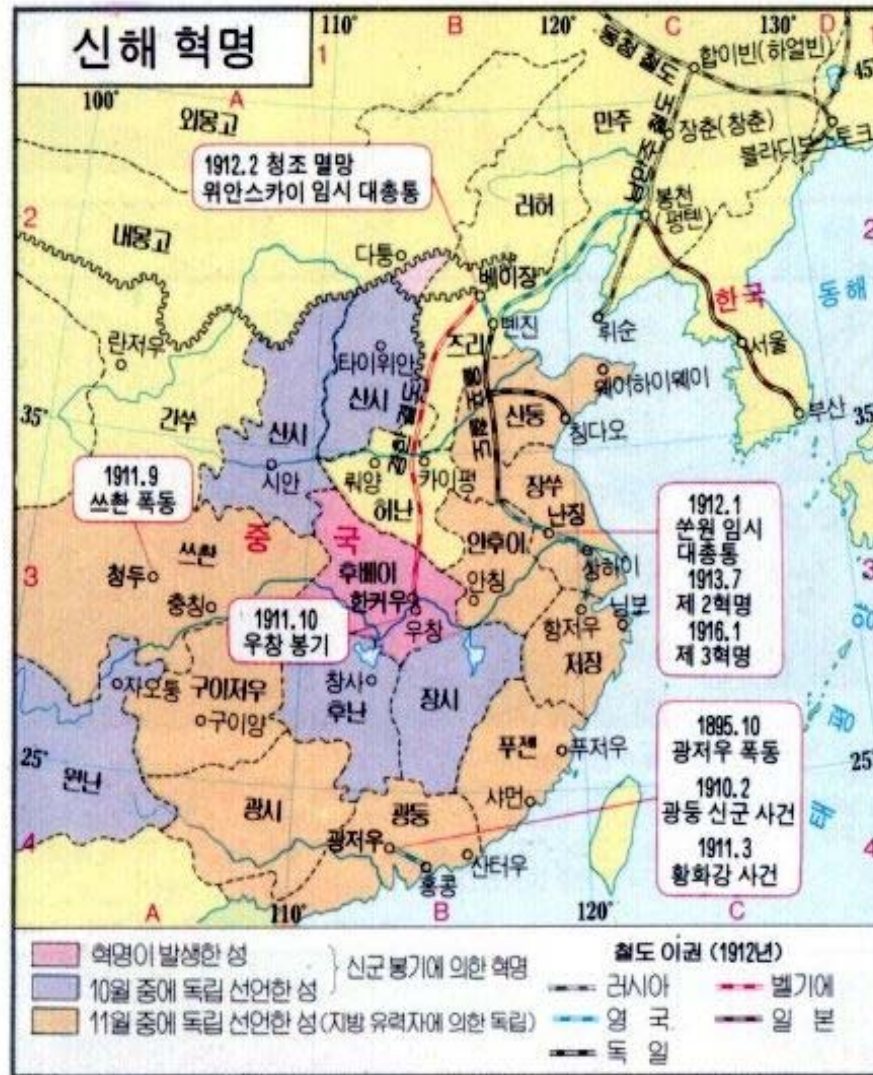 신해 혁명
110°
B
120°
C
130°
D
1
45°
100°
A
외몽고
동청 철도
합이빈(하얼빈)
만주
장춘(창춘)
블라디보스토크
남만주 철도
1912.2 청조 멸망
위안스카이 임시 대총통
러허
봉천
(펑톈)
2
2
내몽고
다퉁
베이징
한국
동해
란저우
톈진
뤼순
즈리
서울
타이위안
산시
웨이하이웨이
간쑤
산둥
부산
35°
산시
칭다오
35°
시안
뤄양
카이펑
장쑤
1911.9
쓰촨 폭동
허난
난징
1912.1
쑨원 임시
대총통
1913.7
제 2혁명
1916.1
제 3혁명
중
국
안후이
쓰촨
3
3
후베이
상하이
청두
한커우
안칭
닝보
충칭
1911.10
우창 봉기
우창
항저우
저장
양
자오퉁
구이저우
창사
후난
장시
구이양
1895.10
광저우 폭동
1910.2
광둥 신군 사건
1911.3
황화강 사건
푸젠
푸저우
평
25°
25°
윈난
광시
광둥
샤먼
태
4
4
광저우
산터우
홍콩
A
110°
B
120°
C
혁명이 발생한 성
신군 봉기에 의한 혁명
10월 중에 독립 선언한 성
11월 중에 독립 선언한 성(지방 유력자에 의한 독립)
철도 이권 (1912년)
러시아
벨기에
영국
일본
독일